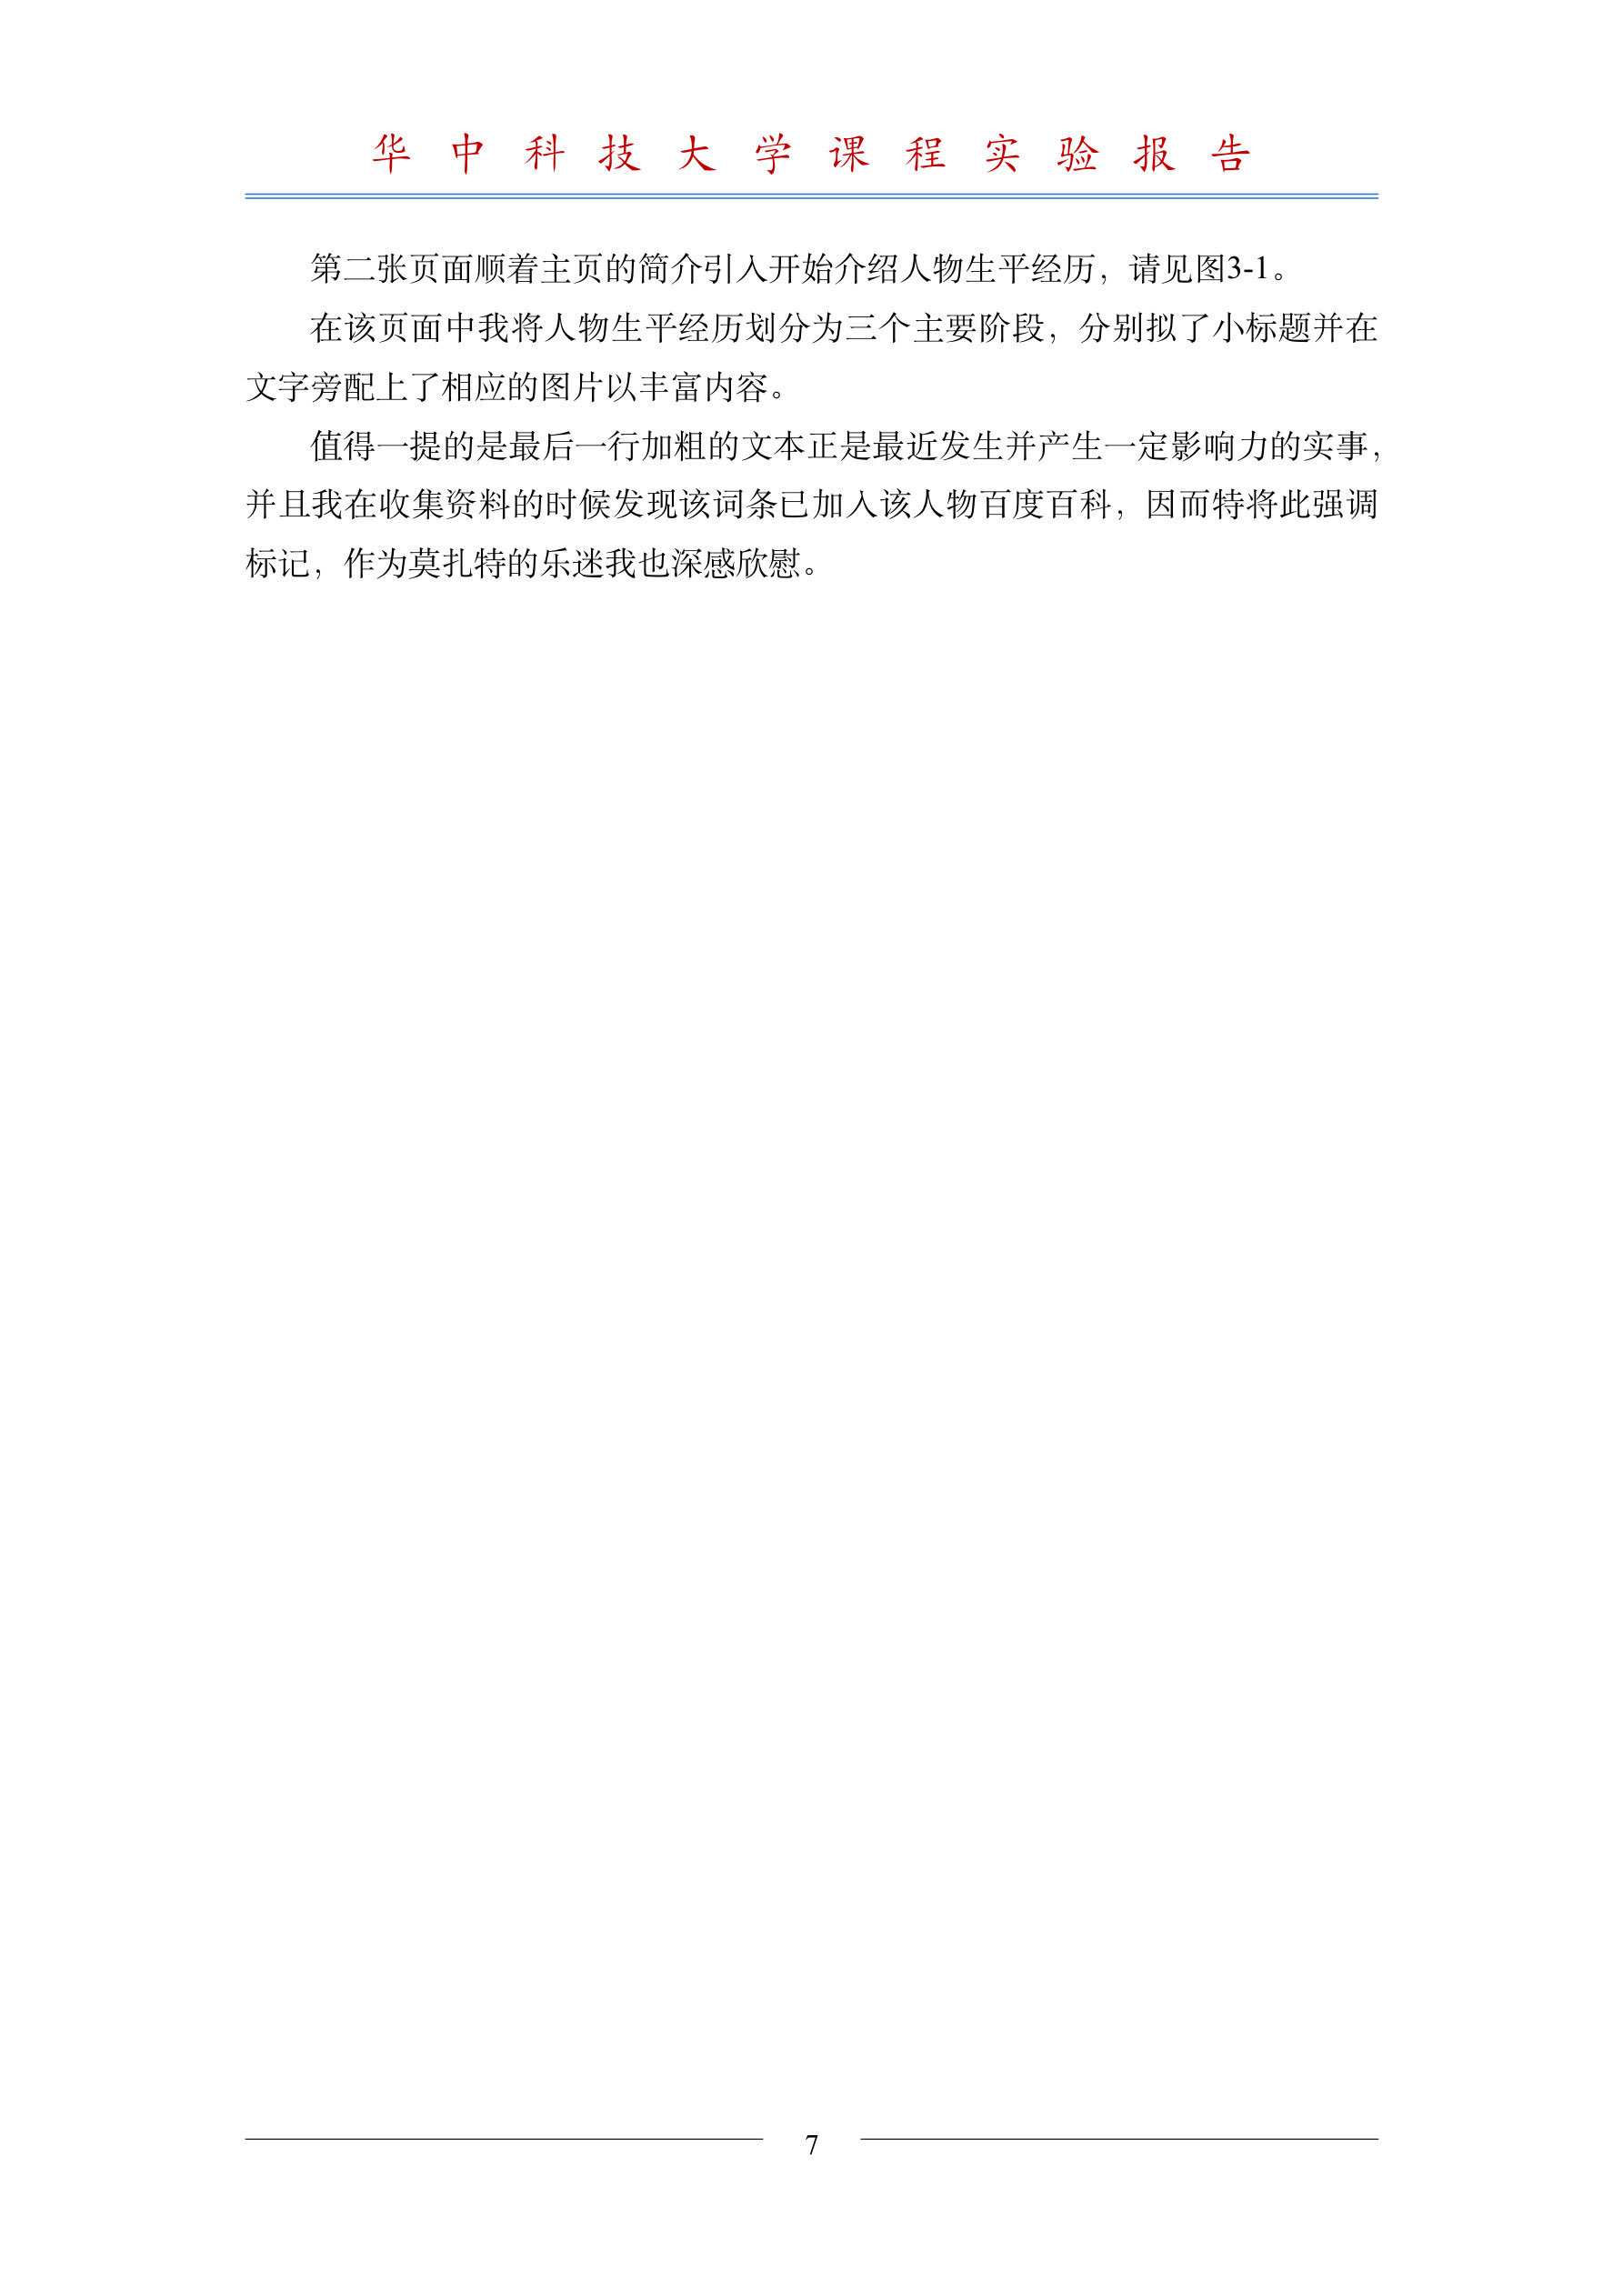 华中科技大学课程实验报告
第二张页面顺着主页的简介引入开始介绍人物生平经历，请见图3-1。
在该页面中我将人物生平经历划分为三个主要阶段，分别拟了小标题并在
文字旁配上了相应的图片以丰富内容。
值得一提的是最后一行加粗的文本正是最近发生并产生一定影响力的实事，
并且我在收集资料的时候发现该词条已加入该人物百度百科，因而特将此强调
标记，作为莫扎特的乐迷我也深感欣慰。
7